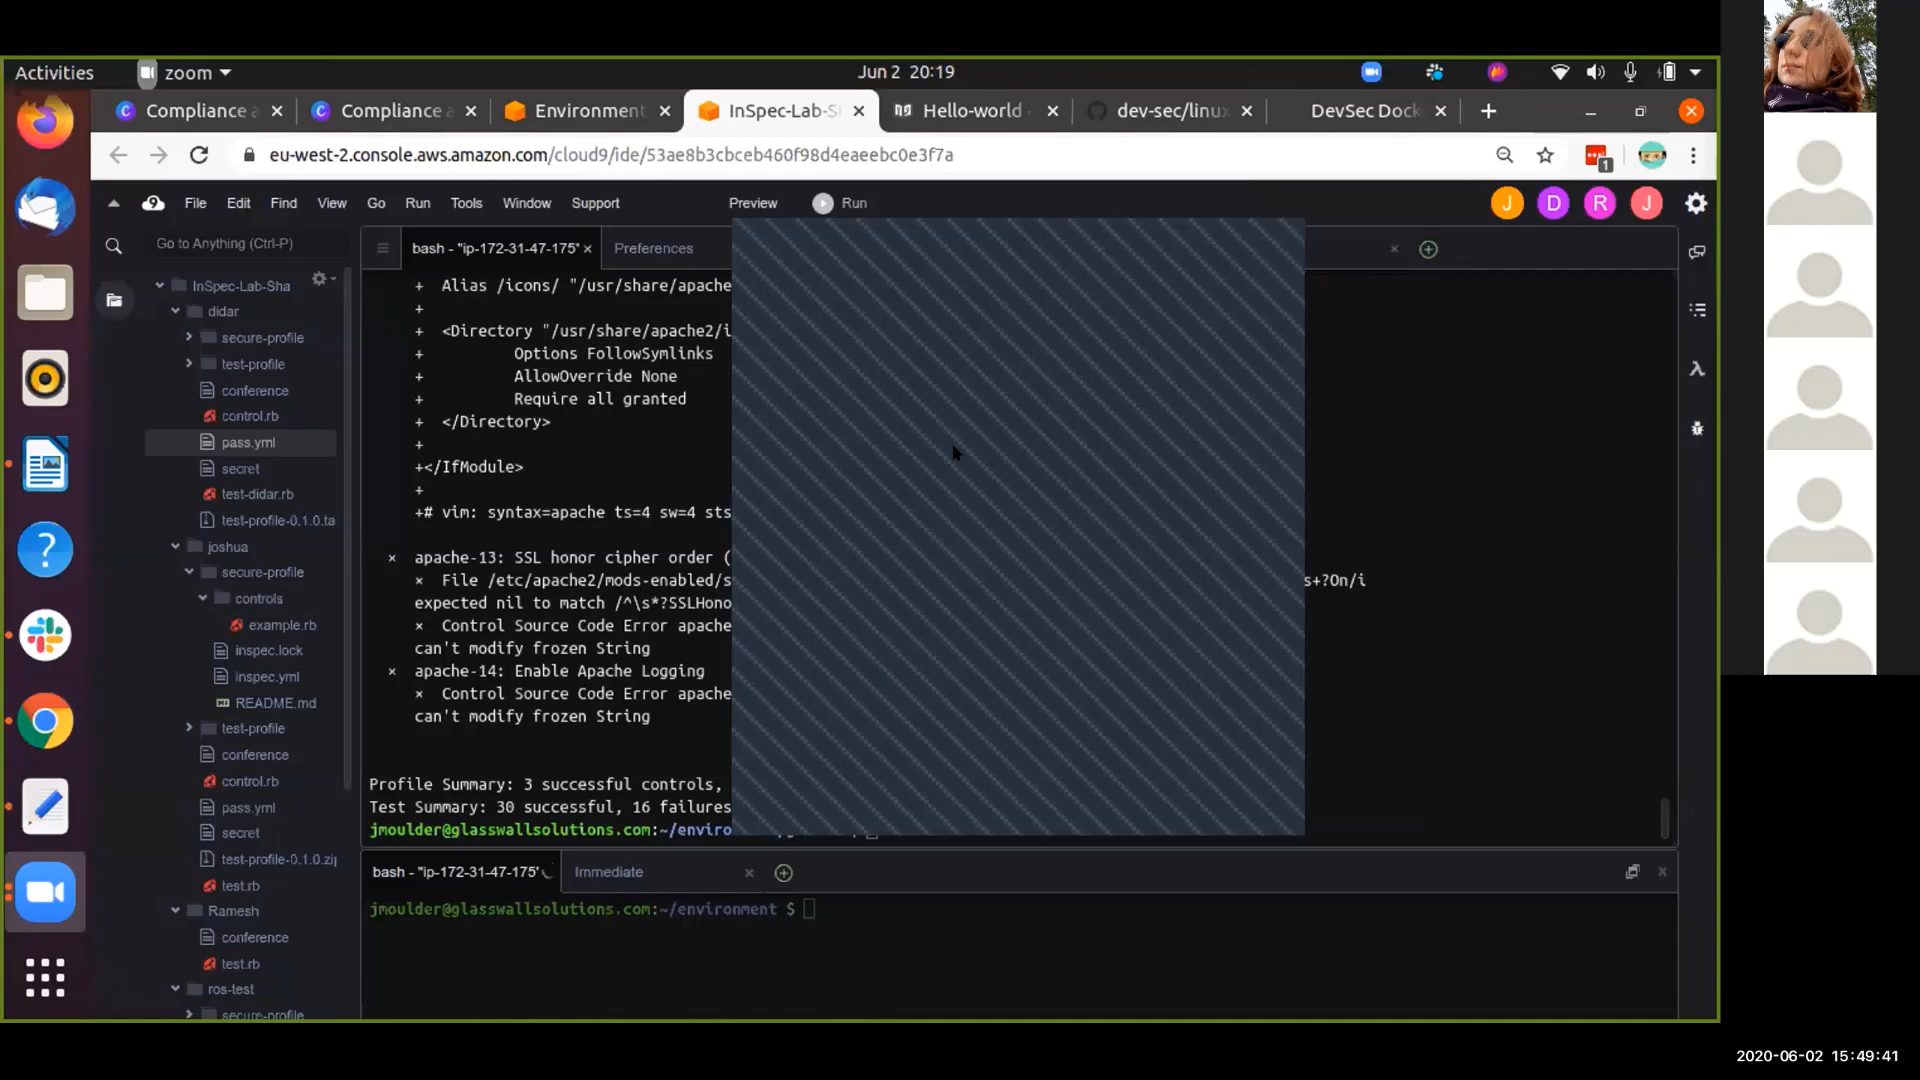 Activities
zoom
Jun 2 20:19
Compliance a
Compliance a
Environment
InSpec-Lab-S
Hello-world
dev-sec/linux
DevSec Dock
eu-west-2.console.aws.amazon.com/cloud9/ide/53ae8b3cbceb460f98d4eaeebc0e3f7a
1
9
File
Edit
Find
View
Go
Run
Tools
Window
Support
Preview
Run
J
D
R
J
Go to Anything (Ctrl-P)
InSpec-Lab-Sha
didar
secure-profile
test-profile
conference
control.rb
pass.yml
secret
test-didar.rb
test-profile-0.1.0.ta
joshua
secure-profile
controls
example.rb
inspec.lock
inspec.yml
README.md
test-profile
conference
control.rb
pass.yml
secret
test-profile-0.1.0.zip
test.rb
Ramesh
conference
test.rb
ros-test
secure-profile
bash - "ip-172-31-47-175"
Preferences
+ Alias /icons/ "/usr/share/apache
+
+ <Directory "/usr/share/apache2/i
+ Options FollowSymlinks
+ AllowOverride None
+ Require all granted
+ </Directory>
+
+</IfModule>
+
+# vim: syntax=apache ts=4 sw=4 sts
× apache-13: SSL honor cipher order (
× File /etc/apache2/mods-enabled/s
s+?On/i
expected nil to match /^\s*?SSLHono
× Control Source Code Error apache
can't modify frozen String
× apache-14: Enable Apache Logging
× Control Source Code Error apache
can't modify frozen String
Profile Summary: 3 successful controls,
Test Summary: 30 successful, 16 failures
jmoulder@glasswallsolutions.com:~/enviro
bash - "ip-172-31-47-175"
Immediate
jmoulder@glasswallsolutions.com:~/environment $
2020-06-02 15:49:41